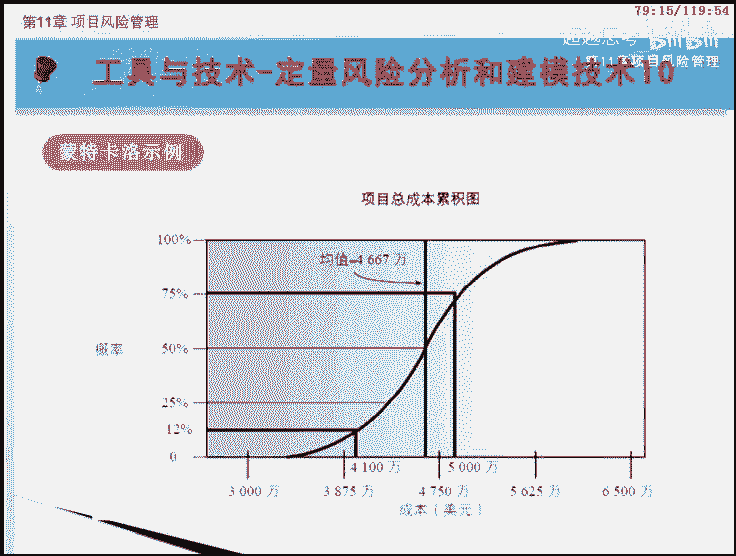 79:15/119:54
第11章 项目风险管理
第11章项目风险管理
工具与技术-定量风险分析和建模技术10
蒙特卡洛示例
项目总成本累积图
100%
均值=4 667 万
75%
概率
50%
25%
12%
0
4 100 万
5 000 万
3 000 万
3 875 万
4 750 万
5 625 万
6 500 万
成本（美元）